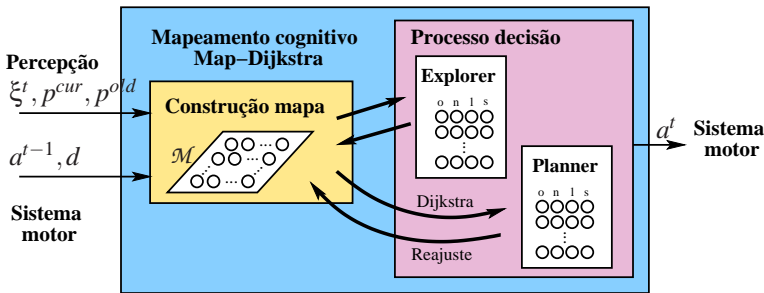 Mapeamento cognitivo
Map–Dijkstra
Processo decisão
Percepção
ξ^t, p^cur, p^old
Construção mapa
ℳ
a^{t−1}, d
Sistema
motor
Explorer
o n l s
Planner
o n l s
Dijkstra
Reajuste
a^t
Sistema
motor